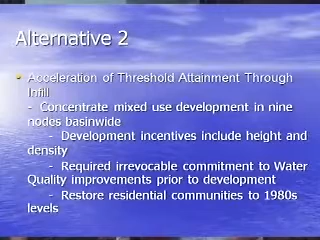 Alternative 2
• Acceleration of Threshold Attainment Through
Infill
- Concentrate mixed use development in nine
nodes basinwide
- Development incentives include height and
density
- Required irrevocable commitment to Water
Quality improvements prior to development
- Restore residential communities to 1980s
levels